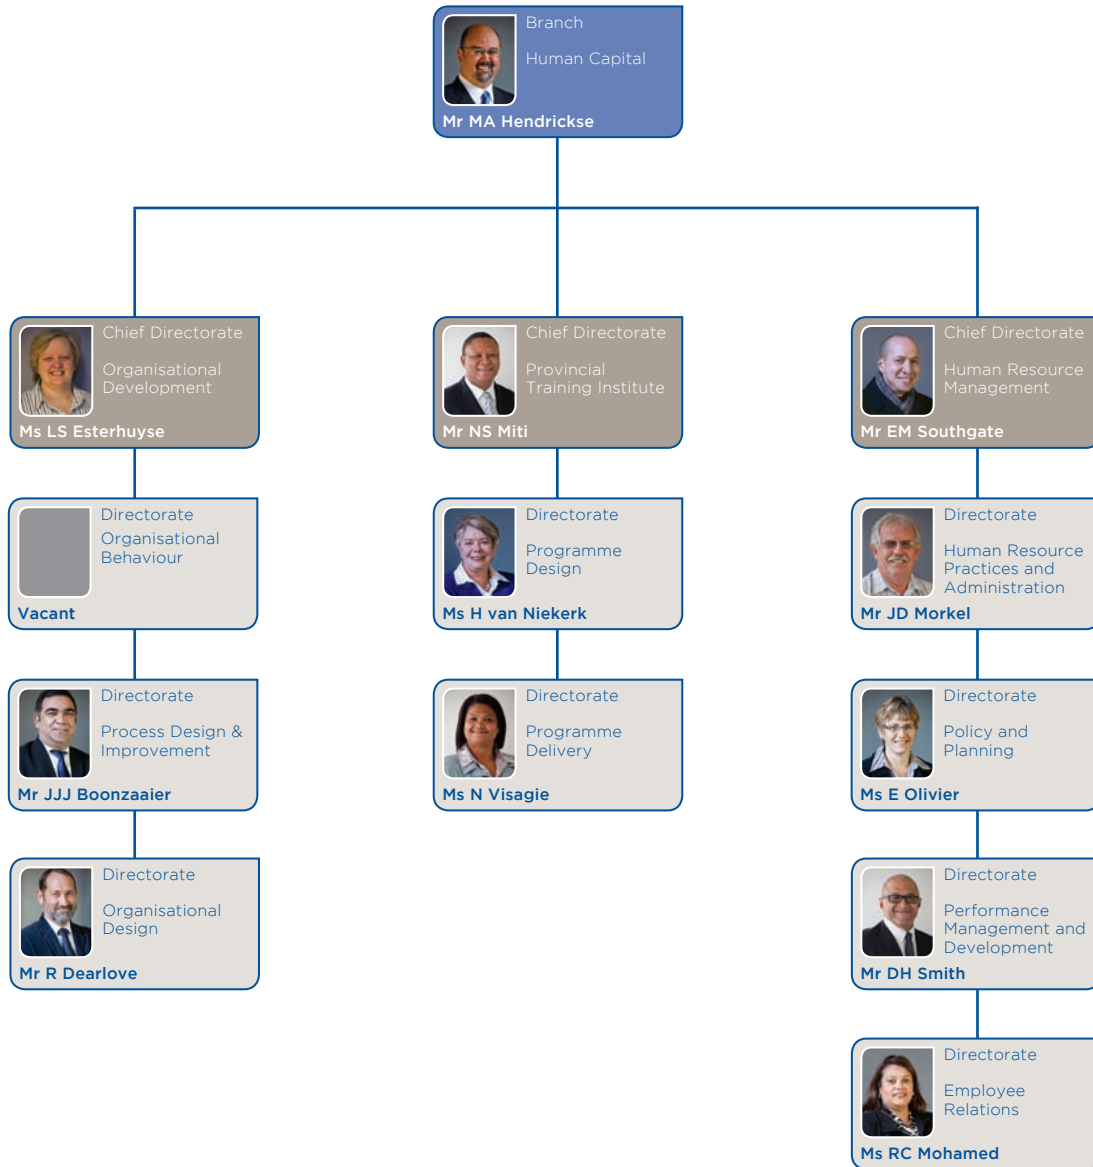 Branch
Human Capital
Mr MA Hendrickse
Chief Directorate
Organisational
Development
Ms LS Esterhuyse
Chief Directorate
Provincial
Training Institute
Mr NS Miti
Chief Directorate
Human Resource
Management
Mr EM Southgate
Directorate
Organisational
Behaviour
Vacant
Directorate
Programme
Design
Ms H van Niekerk
Directorate
Human Resource
Practices and
Administration
Mr JD Morkel
Directorate
Process Design &
Improvement
Mr JJJ Boonzaaier
Directorate
Programme
Delivery
Ms N Visagie
Directorate
Policy and
Planning
Ms E Olivier
Directorate
Organisational
Design
Mr R Dearlove
Directorate
Performance
Management and
Development
Mr DH Smith
Directorate
Employee
Relations
Ms RC Mohamed